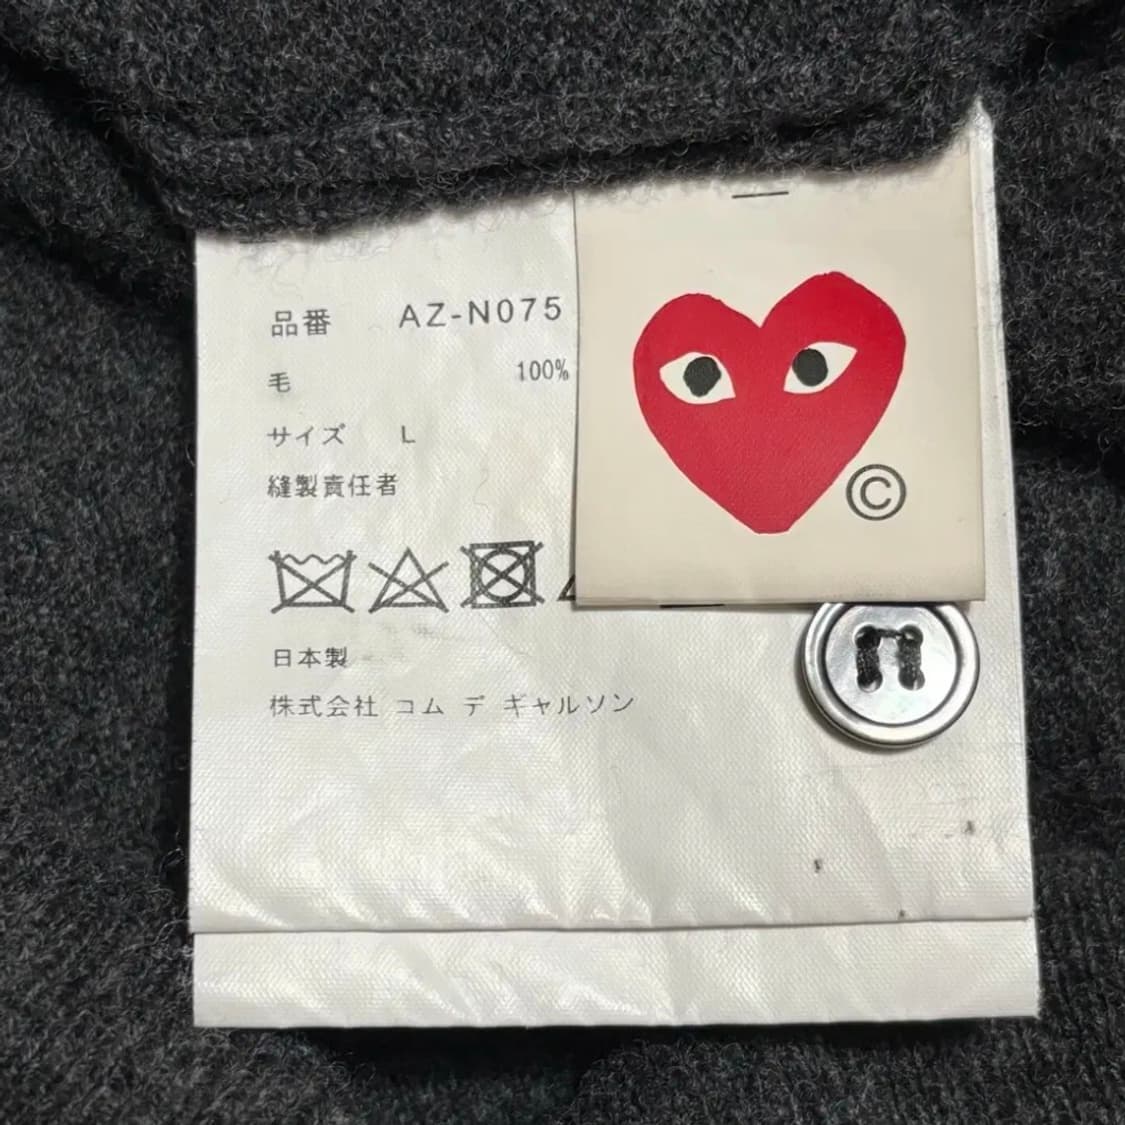 品番 AZ-N075
毛 100%
サイズ L
縫製責任者
日本製
株式会社 コム デ ギャルソン
©